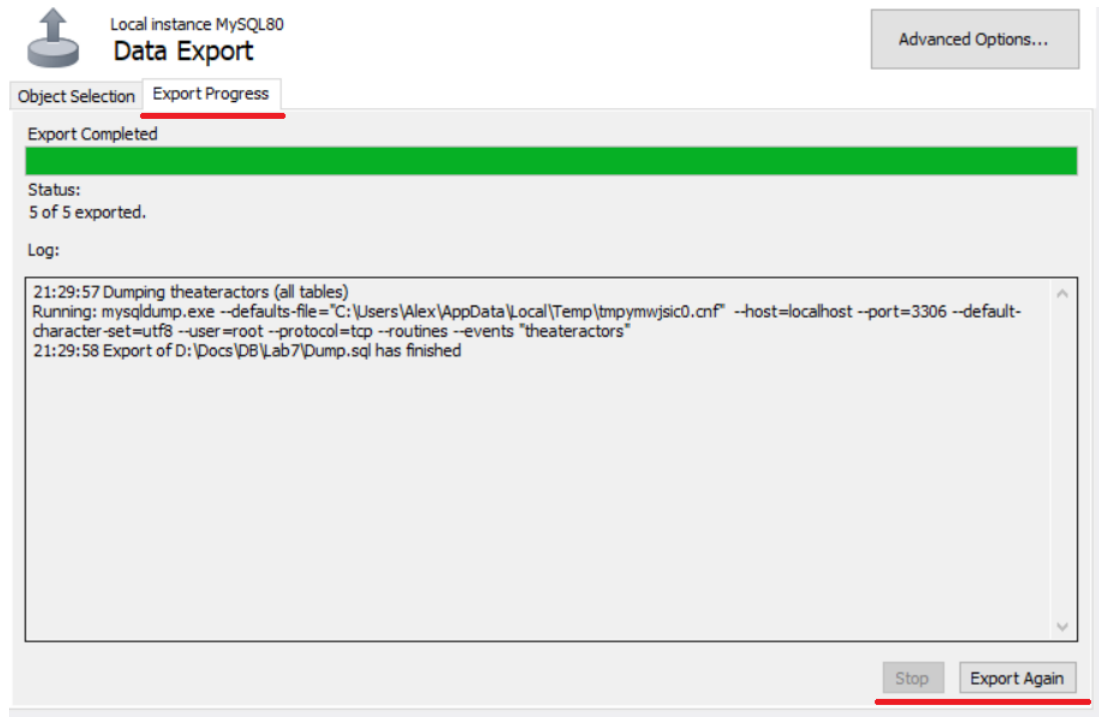 Local instance MySQL80
Data Export
Advanced Options...
Object Selection
Export Progress
Export Completed
Status:
5 of 5 exported.
Log:
21:29:57 Dumping theateractors (all tables)
Running: mysqldump.exe --defaults-file="C:\Users\Alex\AppData\Local\Temp\tmpymwjsic0.cnf" --host=localhost --port=3306 --default-
character-set=utf8 --user=root --protocol=tcp --routines --events "theateractors"
21:29:58 Export of D:\Docs\DB\Lab7\Dump.sql has finished
Stop
Export Again